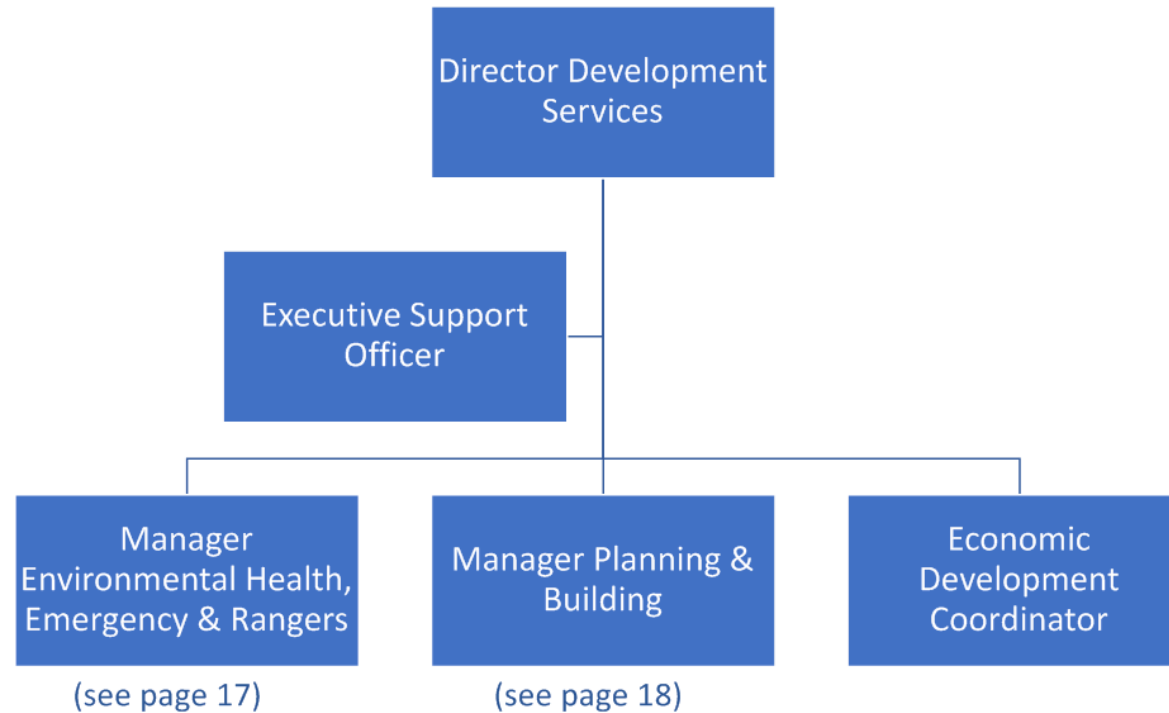 Director Development
Services
Executive Support
Officer
Manager
Environmental Health,
Emergency & Rangers
Manager Planning &
Building
Economic
Development
Coordinator
(see page 17)
(see page 18)